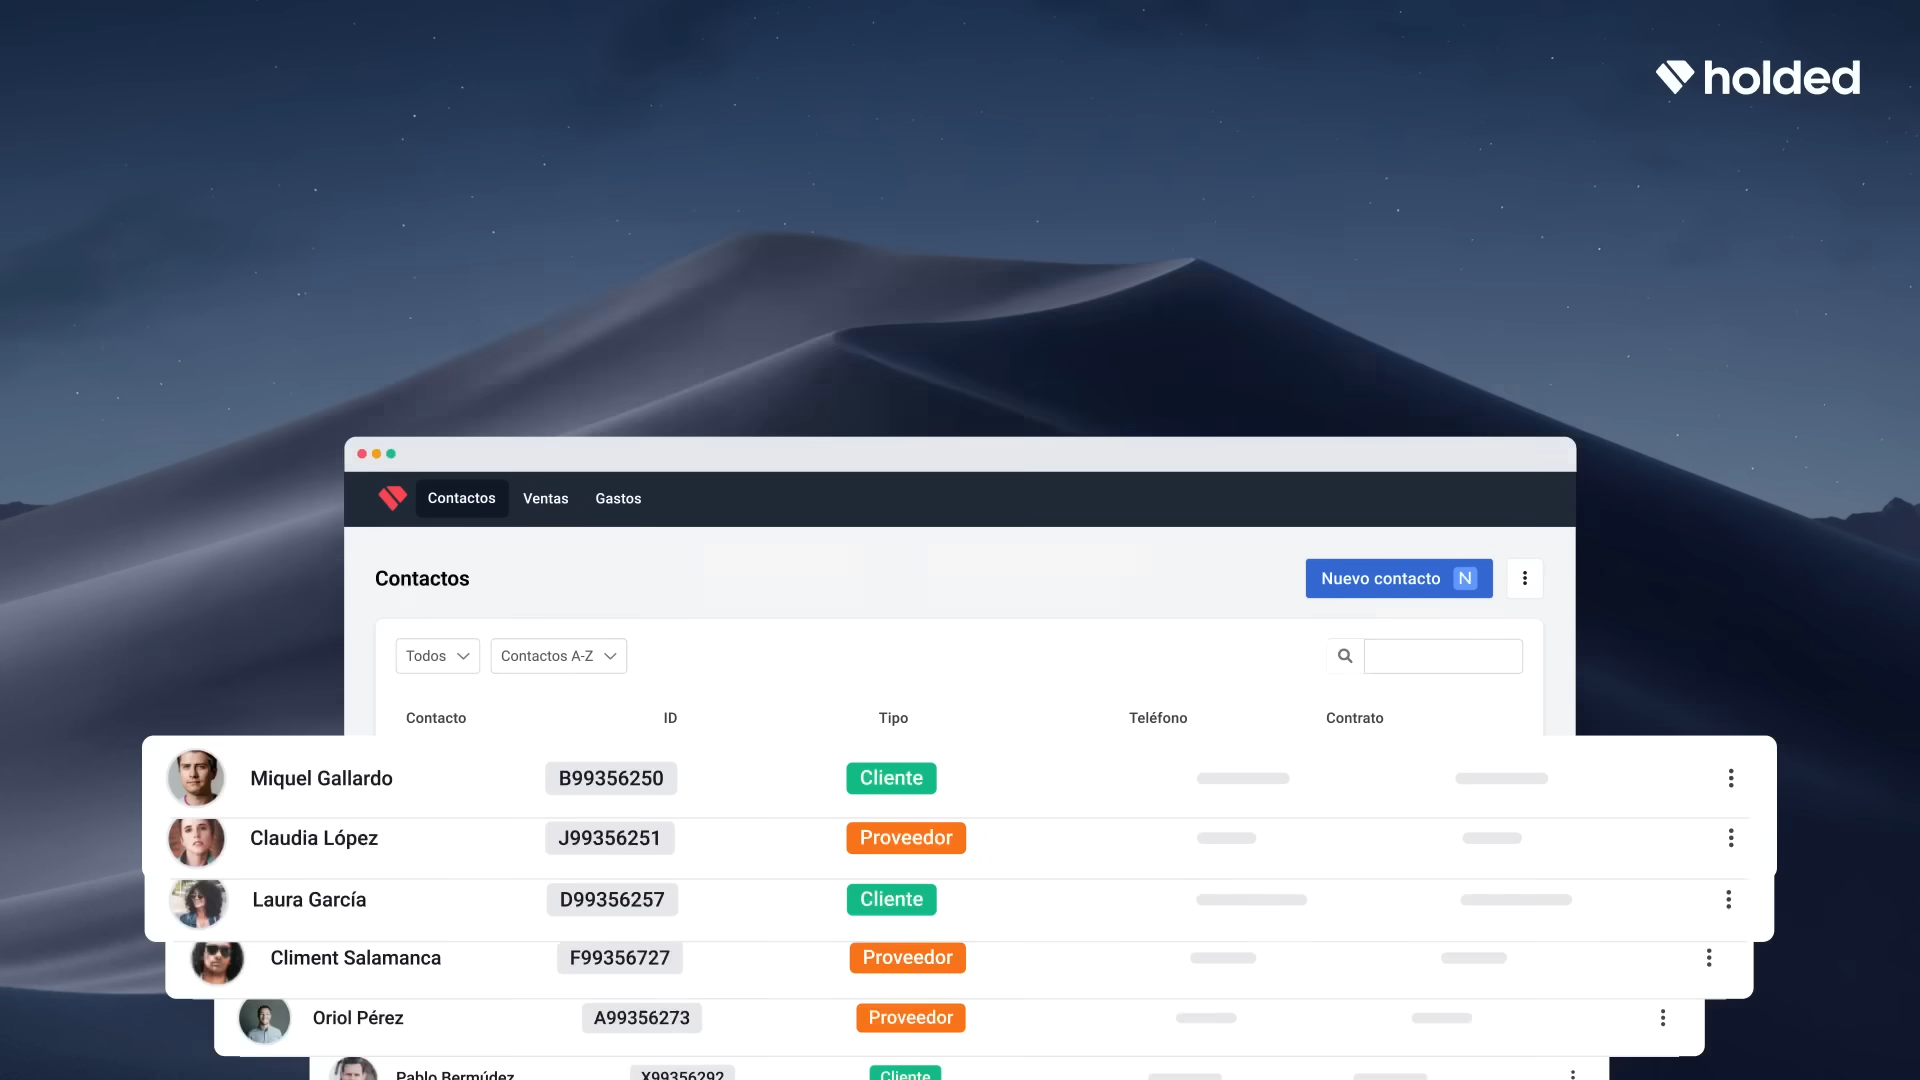 holded
Contactos Ventas Gastos
Contactos
Nuevo contacto N
Todos Contactos A-Z
Contacto ID Tipo Teléfono Contrato
Miquel Gallardo B99356250 Cliente
Claudia López J99356251 Proveedor
Laura García D99356257 Cliente
Climent Salamanca F99356727 Proveedor
Oriol Pérez A99356273 Proveedor
Pablo Bermúdez X99356292 Cliente